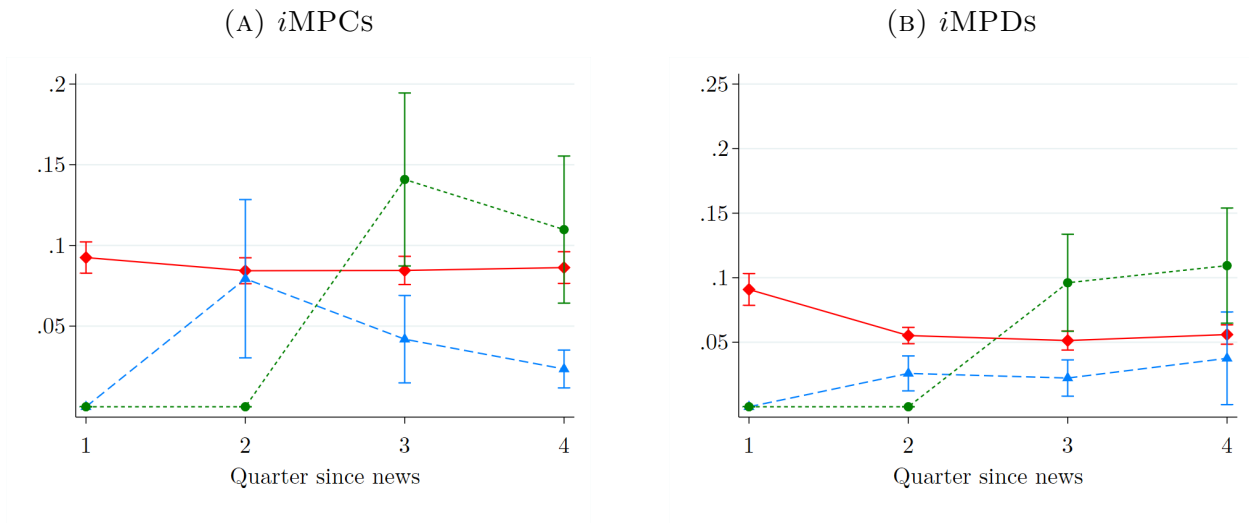 (A) iMPCs
.2
.15
.1
.05
1 2 3 4
Quarter since news
(B) iMPDs
.25
.2
.15
.1
.05
1 2 3 4
Quarter since news